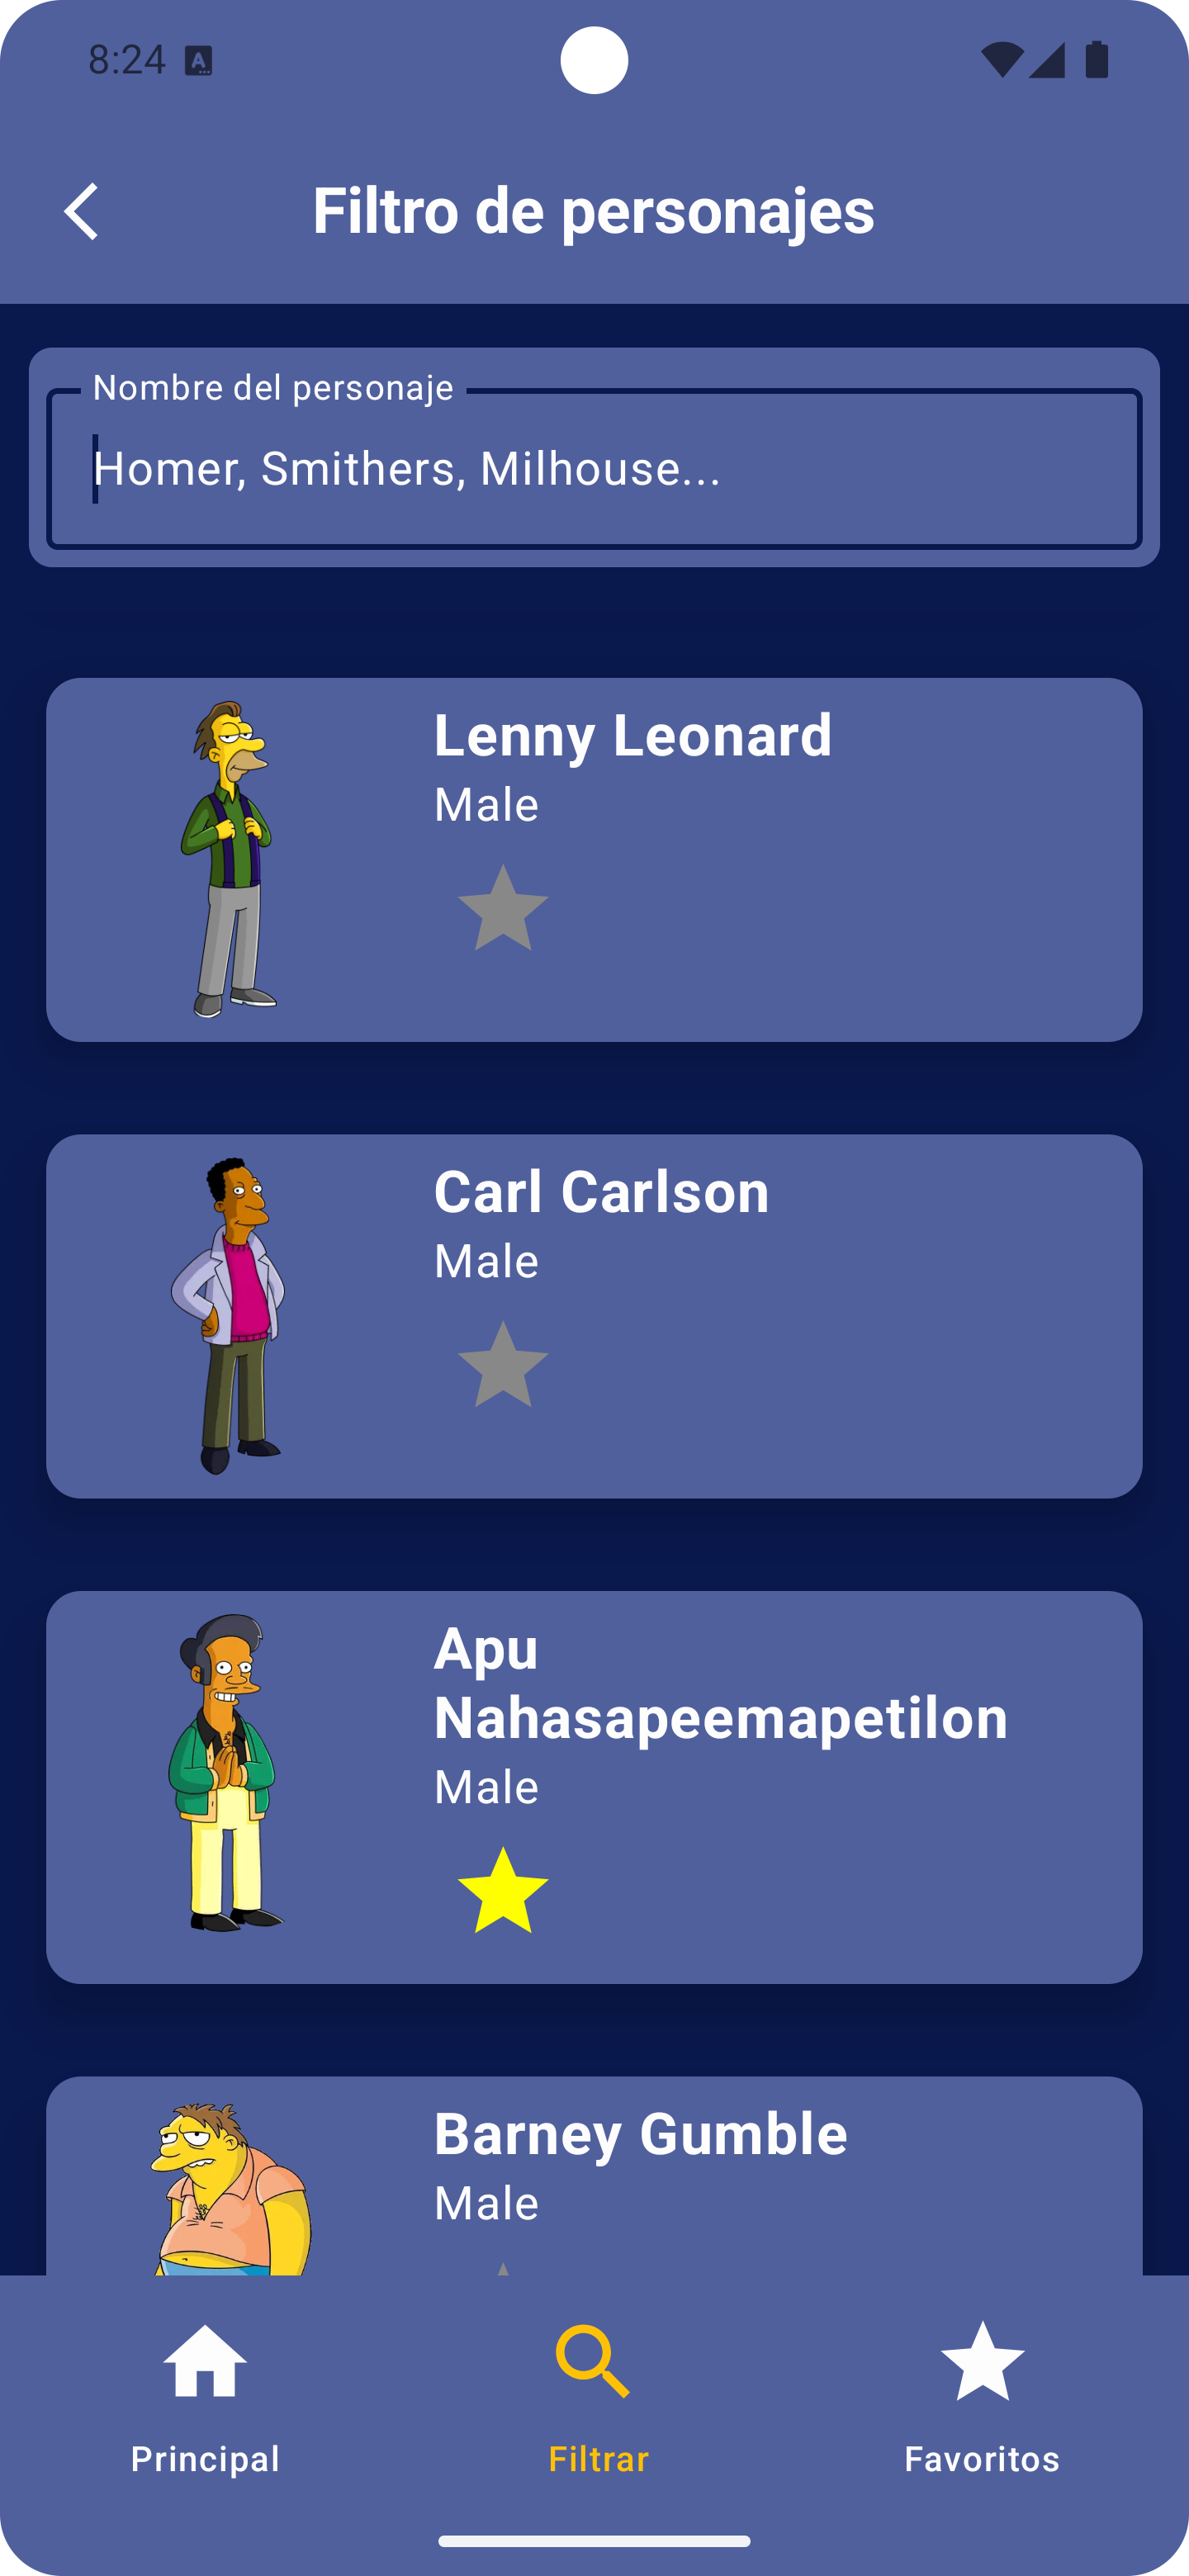 8:24
Filtro de personajes
Nombre del personaje
Homer, Smithers, Milhouse...
Lenny Leonard
Male
Carl Carlson
Male
Apu
Nahasapeemapetilon
Male
Barney Gumble
Male
Principal
Filtrar
Favoritos